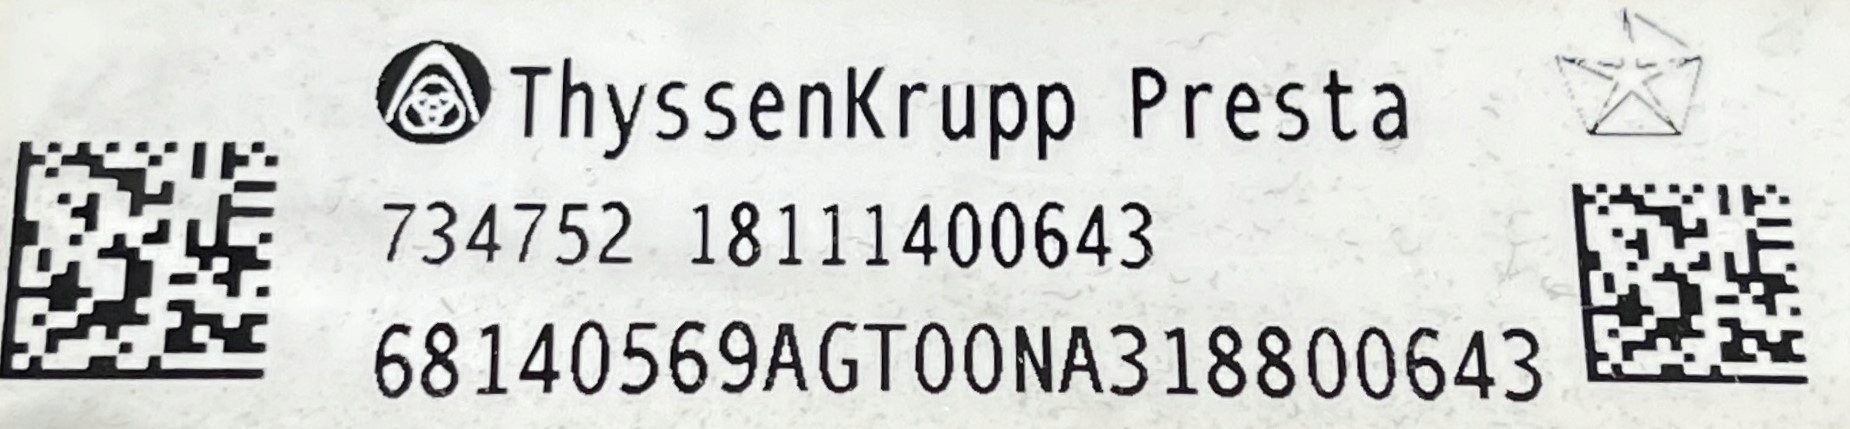 ThyssenKrupp Presta
734752 18111400643
68140569AGT00NA318800643